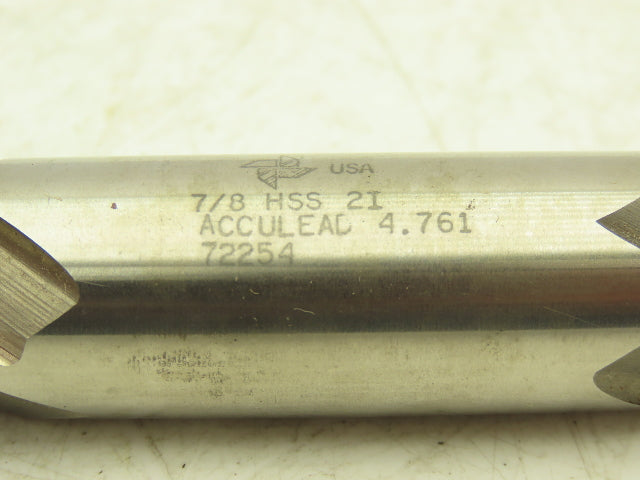 USA
7/8 HSS 2I
ACCULEAD 4.761
72254